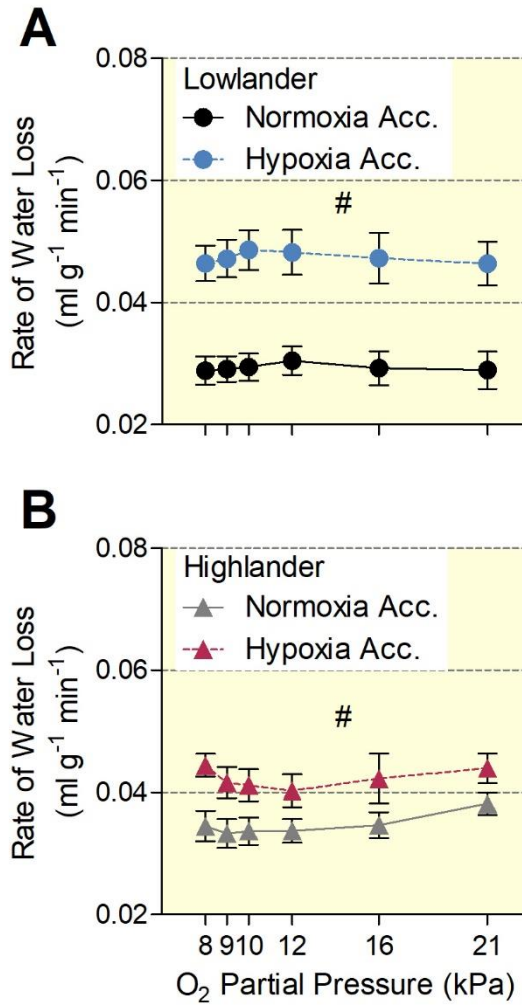 A
0.08
Lowlander
Normoxia Acc.
Hypoxia Acc.
0.06
#
0.04
0.02
Rate of Water Loss
(ml g⁻¹ min⁻¹)
B
0.08
Highlander
Normoxia Acc.
Hypoxia Acc.
0.06
#
0.04
0.02
Rate of Water Loss
(ml g⁻¹ min⁻¹)
8 9 10 12 16 21
O₂ Partial Pressure (kPa)